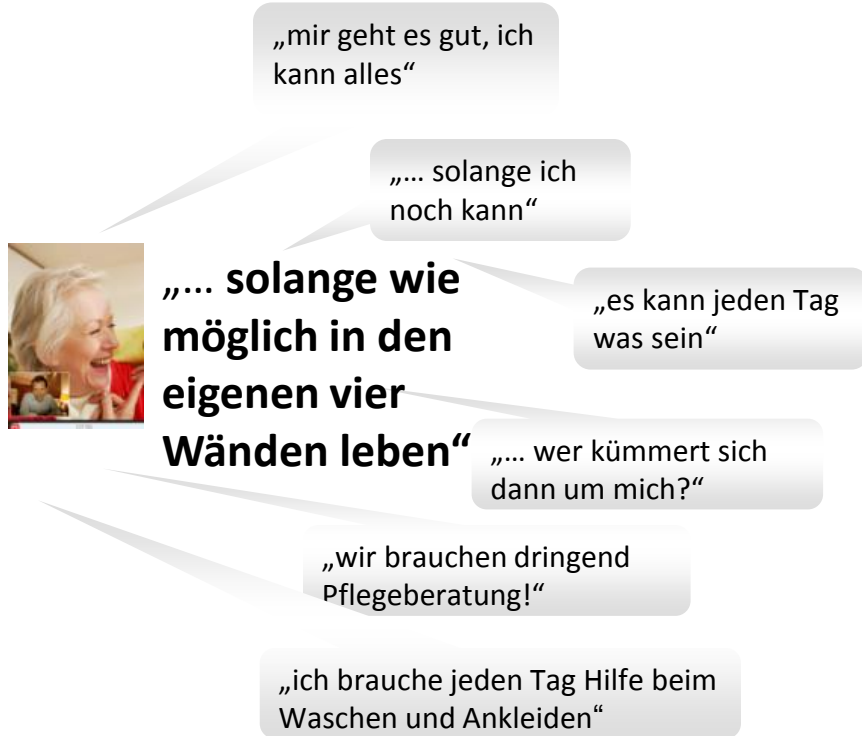 „mir geht es gut, ich
kann alles“
„… solange ich
noch kann“
„… solange wie
möglich in den
eigenen vier
Wänden leben“
„es kann jeden Tag
was sein“
„… wer kümmert sich
dann um mich?“
„wir brauchen dringend
Pflegeberatung!“
„ich brauche jeden Tag Hilfe beim
Waschen und Ankleiden“